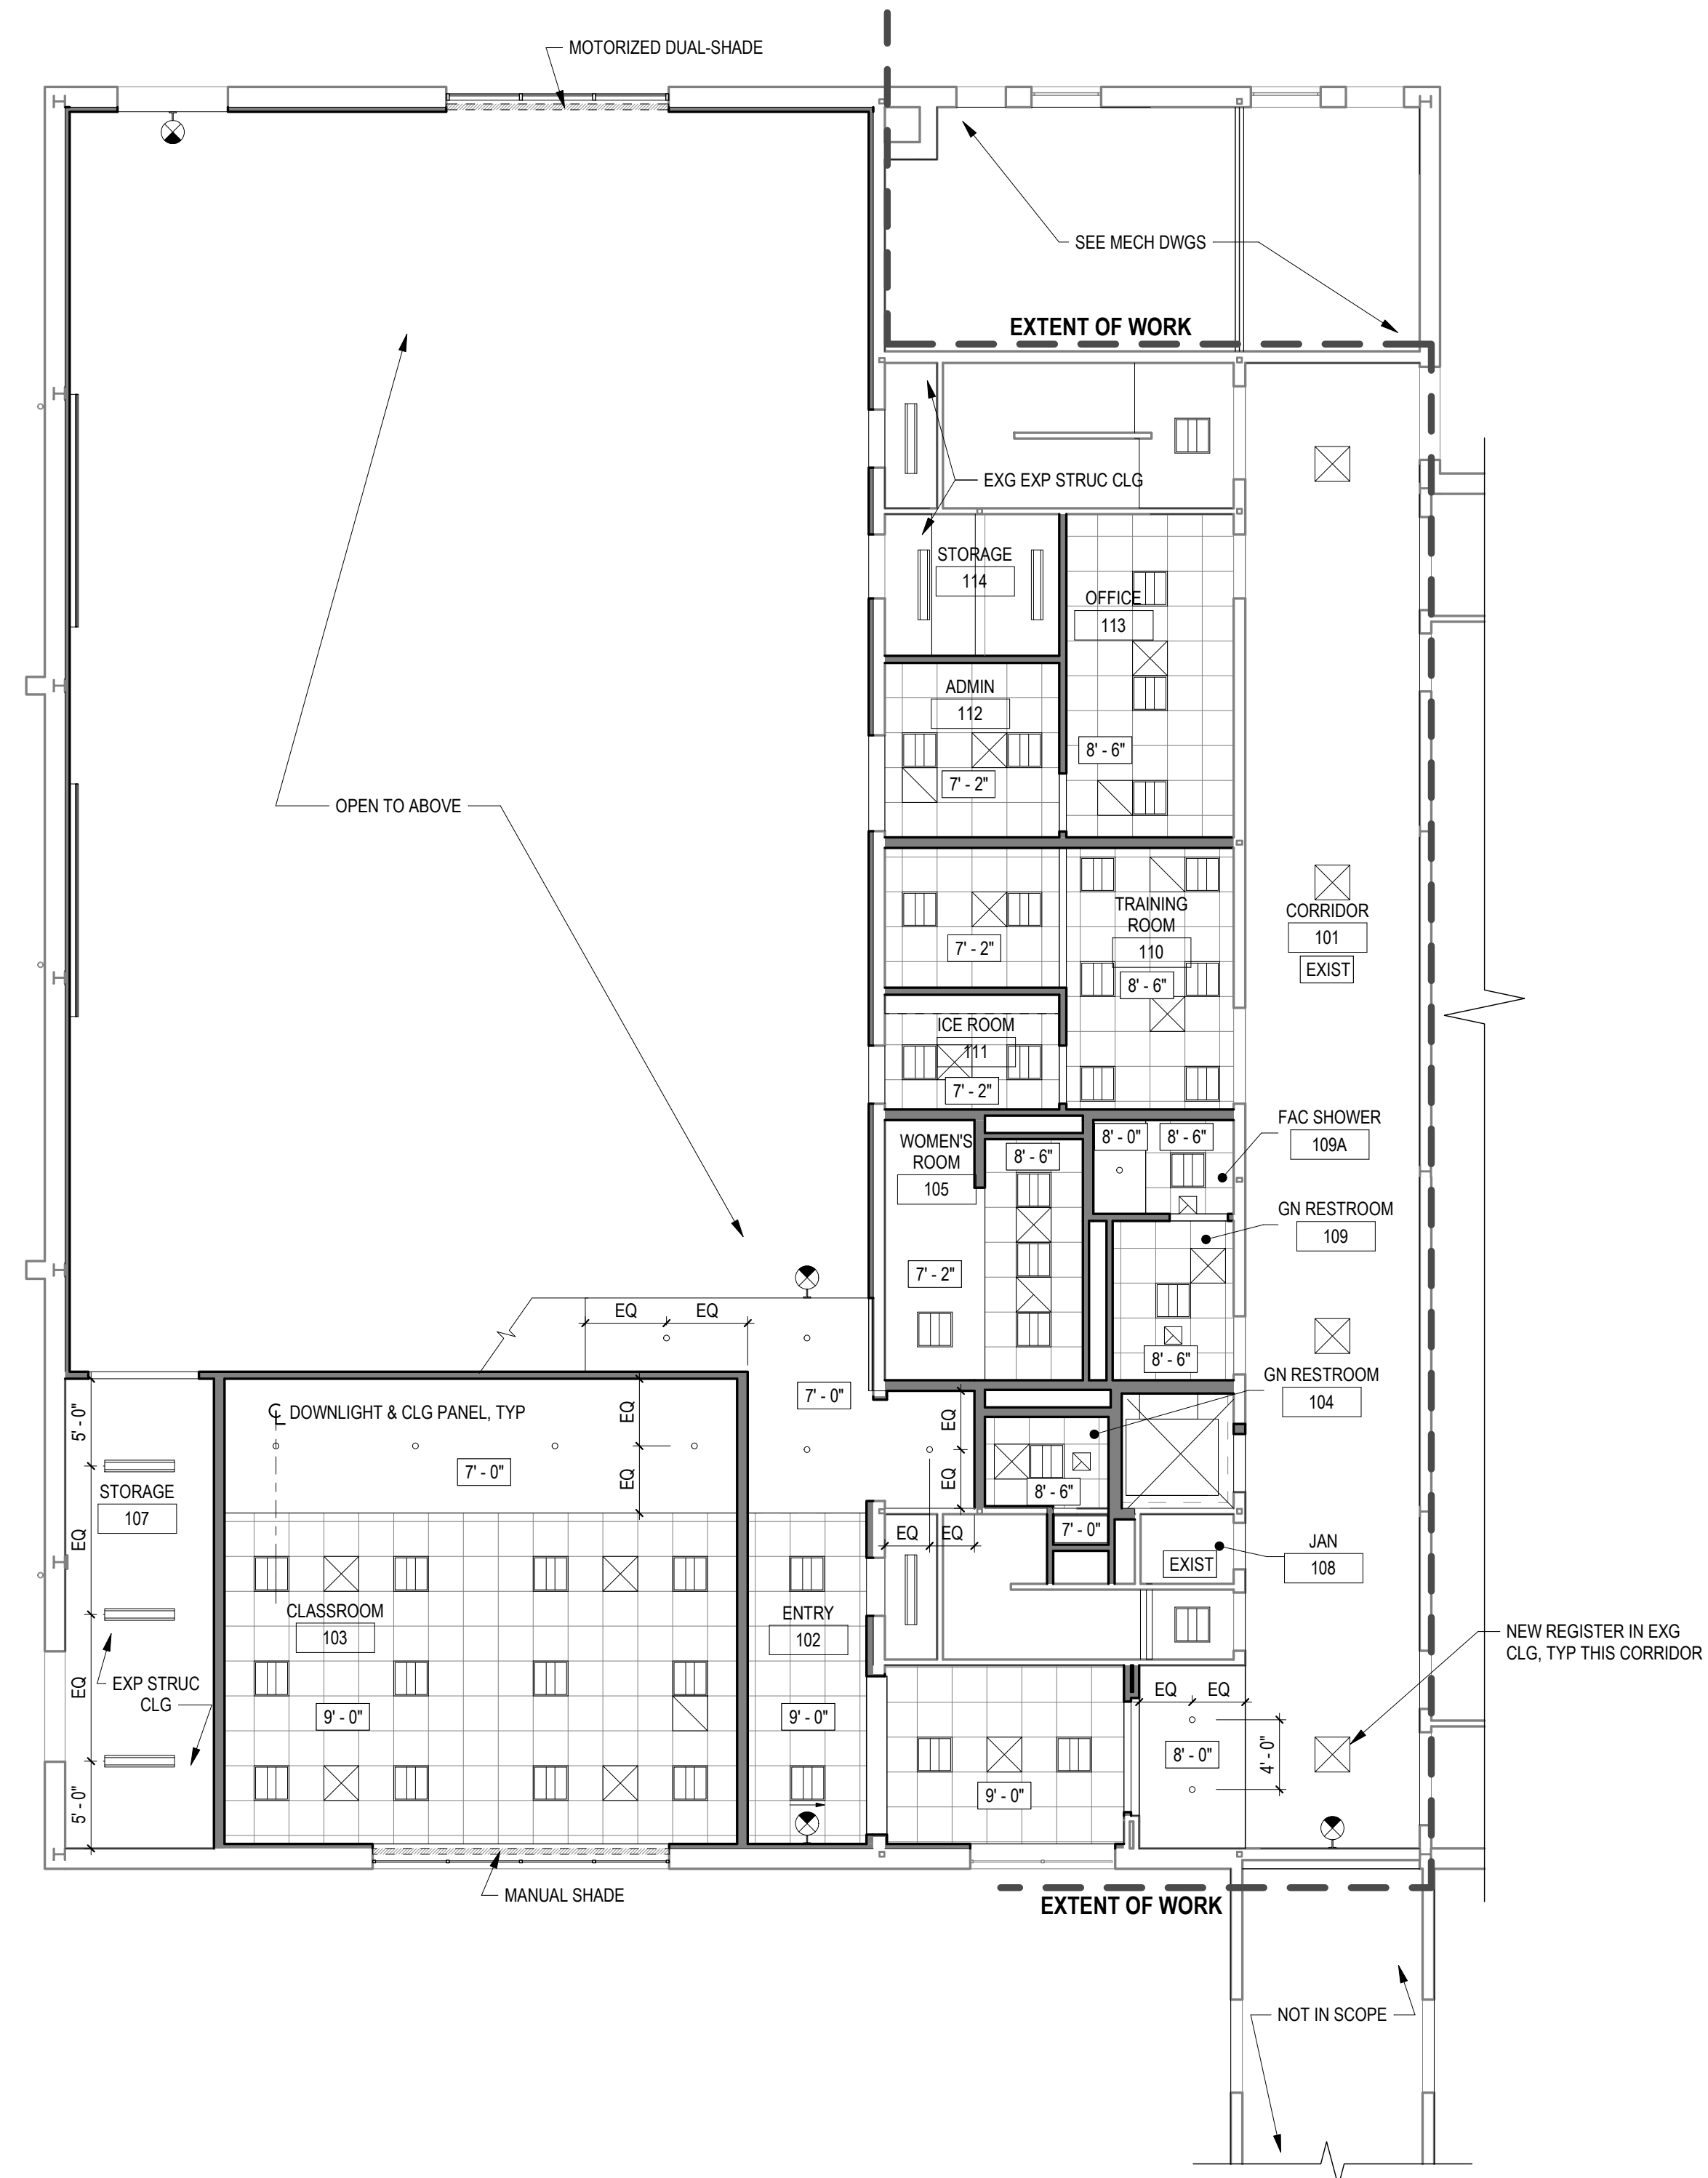 MOTORIZED DUAL-SHADE
SEE MECH DWGS
EXTENT OF WORK
EXG EXP STRUC CLG
STORAGE
114
OFFICE
113
ADMIN
112
8' - 6"
7' - 2"
OPEN TO ABOVE
TRAINING
ROOM
110
8' - 6"
7' - 2"
CORRIDOR
101
EXIST
ICE ROOM
111
7' - 2"
FAC SHOWER
109A
8' - 0"
8' - 6"
WOMEN'S
ROOM
105
8' - 6"
GN RESTROOM
109
7' - 2"
EQ
EQ
8' - 6"
GN RESTROOM
104
7' - 0"
5' - 0"
℄ DOWNLIGHT & CLG PANEL, TYP
EQ
EQ
7' - 0"
EQ
EQ
STORAGE
107
8' - 6"
7' - 0"
EQ
EQ
EQ
EXIST
JAN
108
CLASSROOM
103
ENTRY
102
NEW REGISTER IN EXG
CLG, TYP THIS CORRIDOR
EXP STRUC
CLG
EQ
9' - 0"
9' - 0"
EQ
EQ
8' - 0"
4' - 0"
9' - 0"
5' - 0"
MANUAL SHADE
EXTENT OF WORK
NOT IN SCOPE